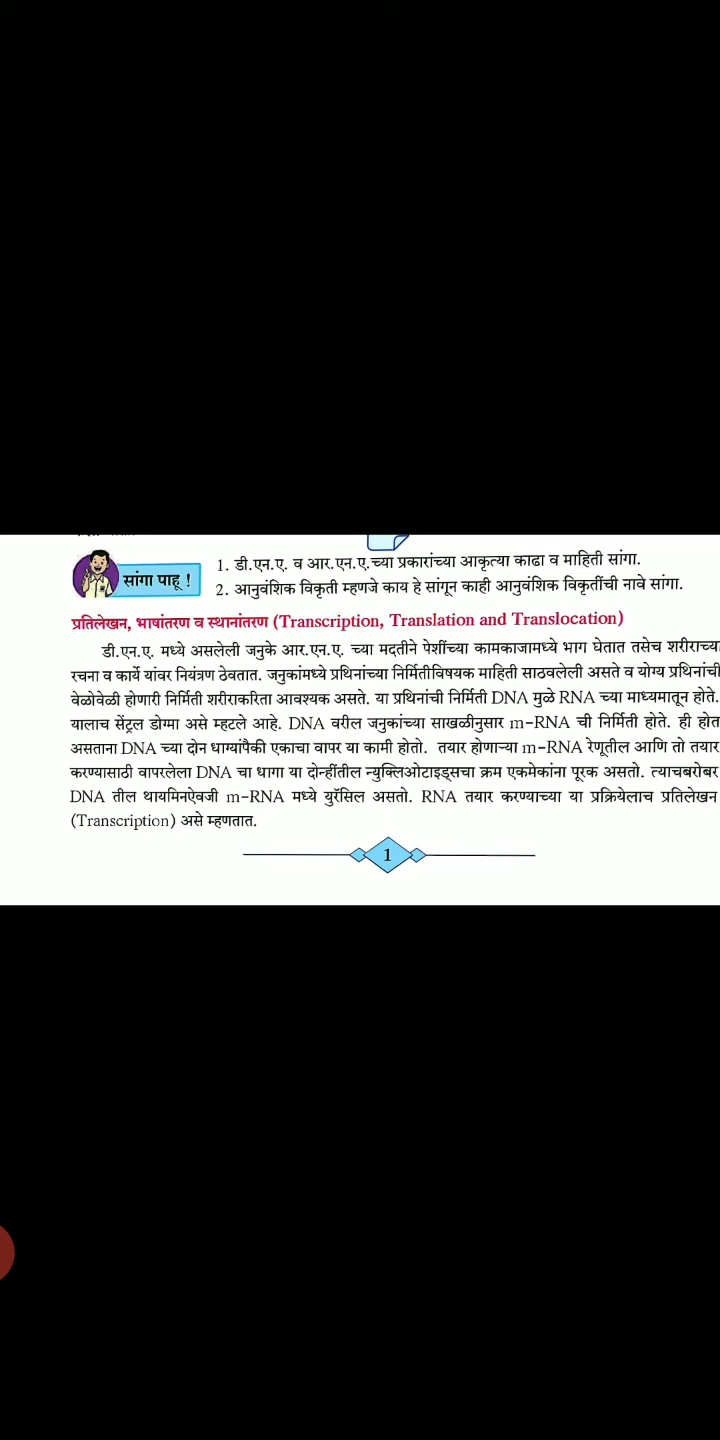 सांगा पाहू !
1. डी.एन.ए. व आर.एन.ए.च्या प्रकारांच्या आकृत्या काढा व माहिती सांगा.
2. आनुवंशिक विकृती म्हणजे काय हे सांगून काही आनुवंशिक विकृतींची नावे सांगा.
प्रतिलेखन, भाषांतरण व स्थानांतरण (Transcription, Translation and Translocation)
डी.एन.ए. मध्ये असलेली जनुके आर.एन.ए. च्या मदतीने पेशींच्या कामकाजामध्ये भाग घेतात तसेच शरीराच्या
रचना व कार्ये यांवर नियंत्रण ठेवतात. जनुकांमध्ये प्रथिनांच्या निर्मितीविषयक माहिती साठवलेली असते व योग्य प्रथिनांची
वेळोवेळी होणारी निर्मिती शरीराकरिता आवश्यक असते. या प्रथिनांची निर्मिती DNA मुळे RNA च्या माध्यमातून होते.
यालाच सेंट्रल डोग्मा असे म्हटले आहे. DNA वरील जनुकांच्या साखळीनुसार m-RNA ची निर्मिती होते. ही होत
असताना DNA च्या दोन धाग्यांपैकी एकाचा वापर या कामी होतो. तयार होणाऱ्या m-RNA रेणूतील आणि तो तयार
करण्यासाठी वापरलेला DNA चा धागा या दोन्हींतील न्युक्लिओटाइड्सचा क्रम एकमेकांना पूरक असतो. त्याचबरोबर
DNA तील थायमिनऐवजी m-RNA मध्ये युरॅसिल असतो. RNA तयार करण्याच्या या प्रक्रियेलाच प्रतिलेखन
(Transcription) असे म्हणतात.
1